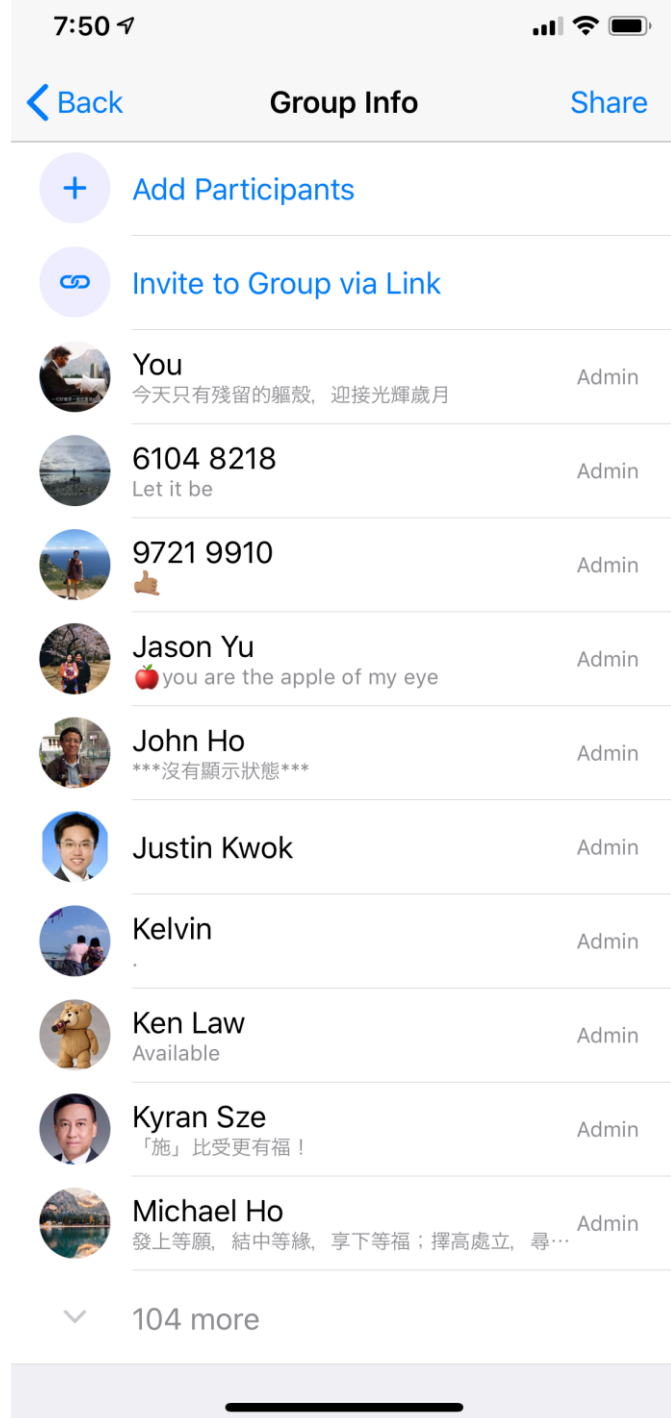 7:50
Back
Group Info
Share
Add Participants
Invite to Group via Link
You
Admin
今天只有殘留的軀殼，迎接光輝歲月
6104 8218
Admin
Let it be
9721 9910
Admin
🤙🏽
Jason Yu
Admin
🍎you are the apple of my eye
John Ho
Admin
***沒有顯示狀態***
Justin Kwok
Admin
Kelvin
Admin
.
Ken Law
Admin
Available
Kyran Sze
Admin
「施」比受更有福！
Michael Ho
Admin
發上等願，結中等緣，享下等福；擇高處立，尋…
104 more